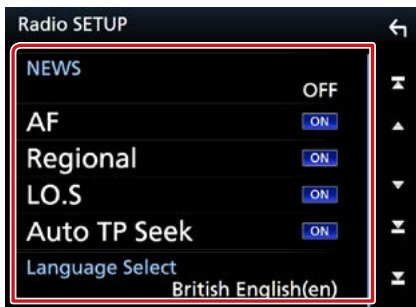 Radio SETUP
NEWS
OFF
AF ON
Regional ON
LO.S ON
Auto TP Seek ON
Language Select
British English(en)